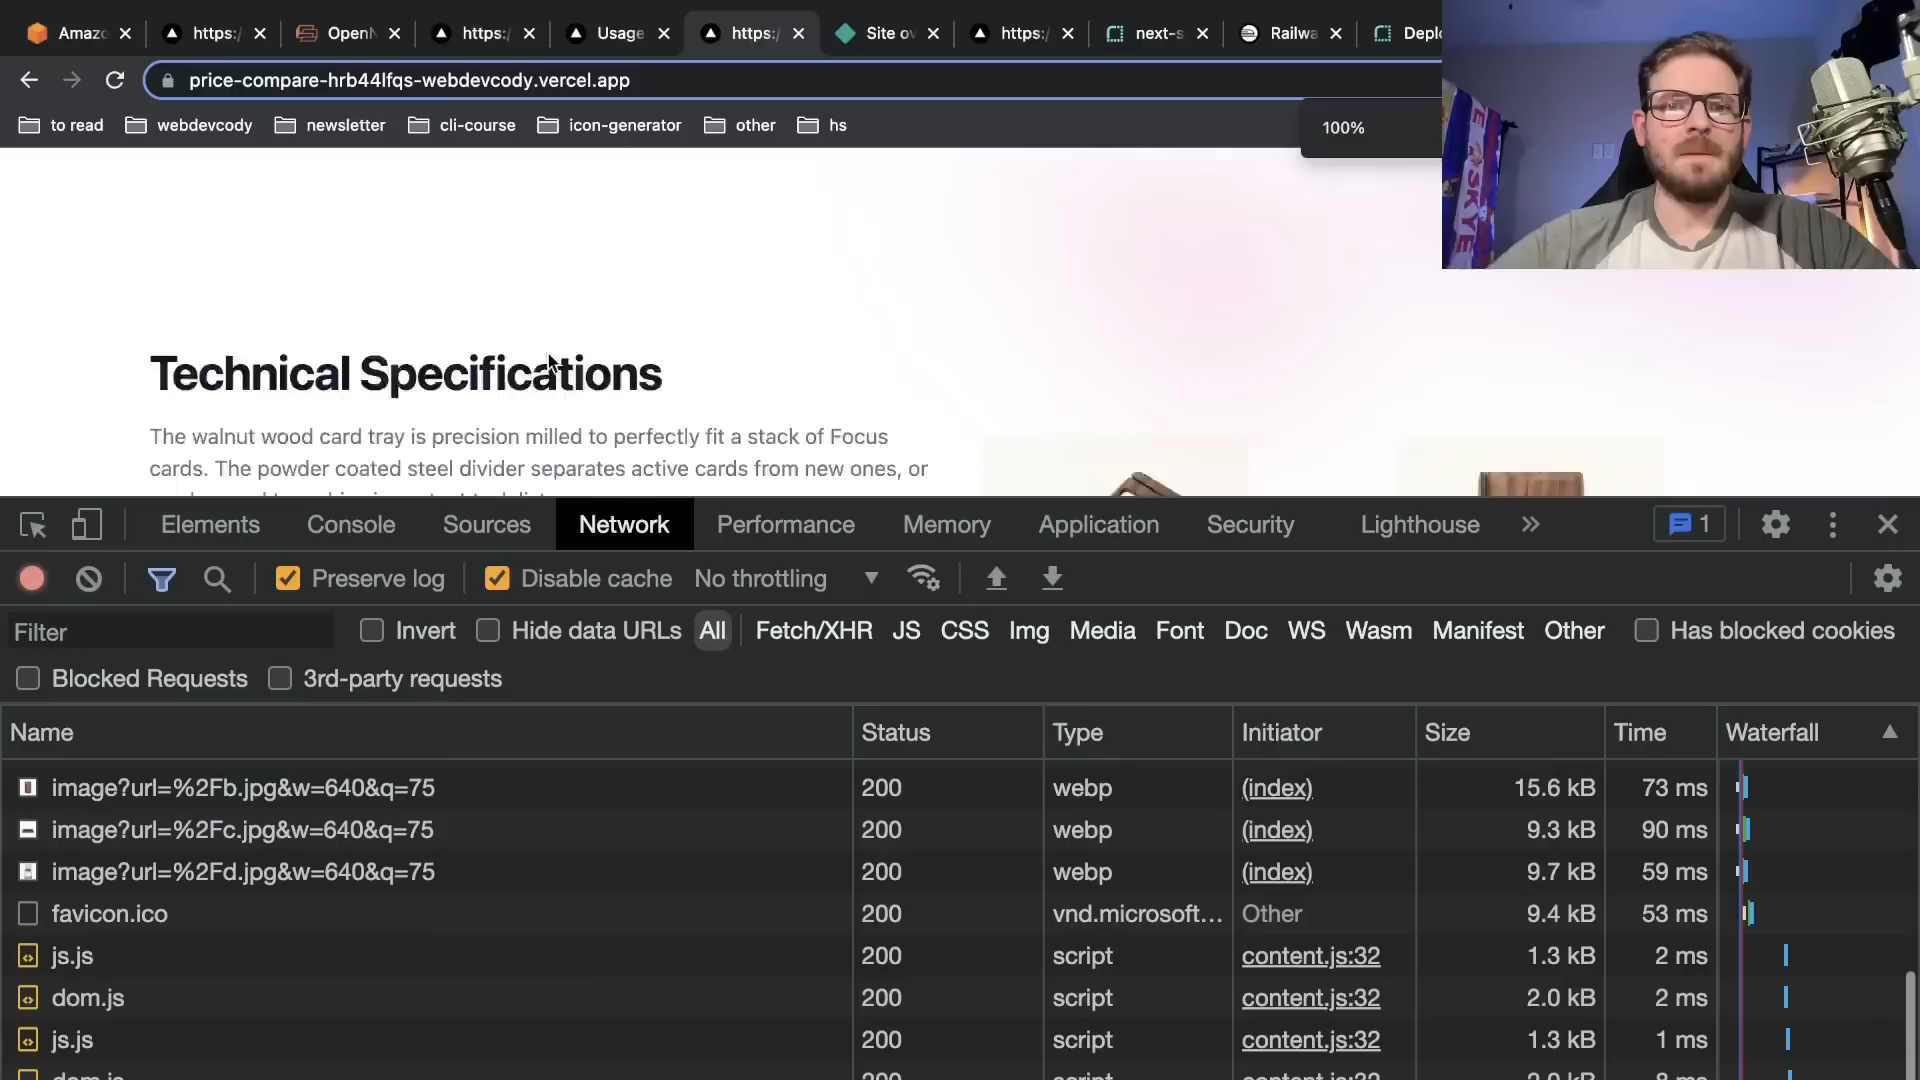 Amazo
https:/
OpenN
https:/
Usage
https:/
Site ov
https:/
next-s
Railwa
Deplo
price-compare-hrb44lfqs-webdevcody.vercel.app
to read
webdevcody
newsletter
cli-course
icon-generator
other
hs
100%
Technical Specifications
The walnut wood card tray is precision milled to perfectly fit a stack of Focus
cards. The powder coated steel divider separates active cards from new ones, or
Elements Console Sources Network Performance Memory Application Security Lighthouse » 1
Preserve log Disable cache No throttling
Filter Invert Hide data URLs All Fetch/XHR JS CSS Img Media Font Doc WS Wasm Manifest Other Has blocked cookies
Blocked Requests 3rd-party requests
Name Status Type Initiator Size Time Waterfall
image?url=%2Fb.jpg&w=640&q=75 200 webp (index) 15.6 kB 73 ms
image?url=%2Fc.jpg&w=640&q=75 200 webp (index) 9.3 kB 90 ms
image?url=%2Fd.jpg&w=640&q=75 200 webp (index) 9.7 kB 59 ms
favicon.ico 200 vnd.microsoft... Other 9.4 kB 53 ms
js.js 200 script content.js:32 1.3 kB 2 ms
dom.js 200 script content.js:32 2.0 kB 2 ms
js.js 200 script content.js:32 1.3 kB 1 ms